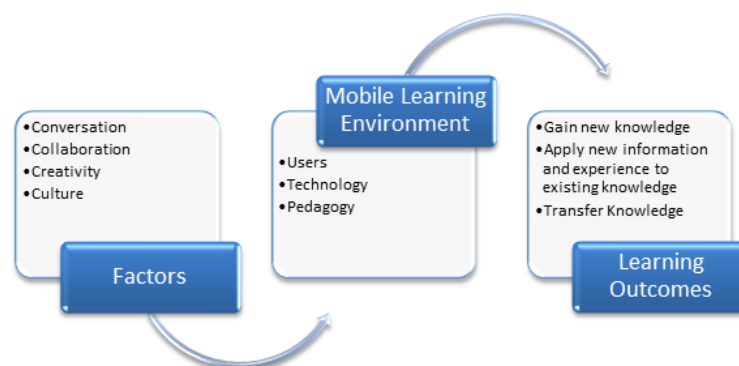 •Conversation
•Collaboration
•Creativity
•Culture
Factors
Mobile Learning
Environment
•Users
•Technology
•Pedagogy
•Gain new knowledge
•Apply new information
and experience to
existing knowledge
•Transfer Knowledge
Learning
Outcomes